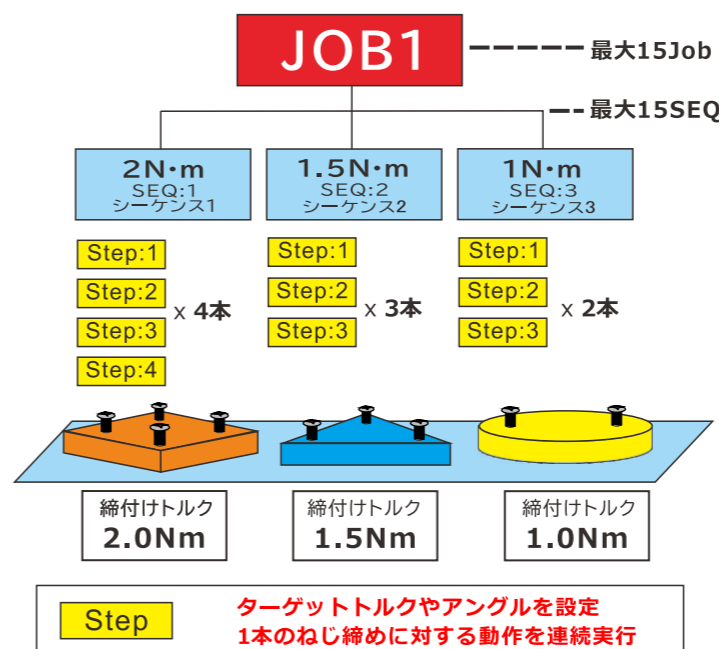 JOB1
最大15Job
最大15SEQ
2N·m
SEQ:1
シーケンス1
1.5N·m
SEQ:2
シーケンス2
1N·m
SEQ:3
シーケンス3
Step:1
Step:2
Step:3
Step:4
x 4本
Step:1
Step:2
Step:3
x 3本
Step:1
Step:2
Step:3
x 2本
締付けトルク
2.0Nm
締付けトルク
1.5Nm
締付けトルク
1.0Nm
Step
ターゲットトルクやアングルを設定
1本のねじ締めに対する動作を連続実行